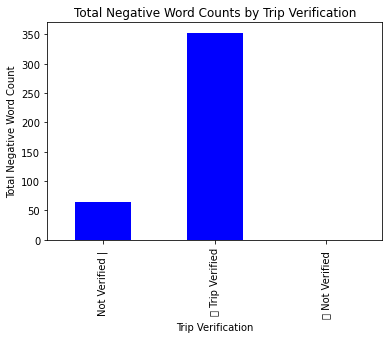 Total Negative Word Counts by Trip Verification
Total Negative Word Count
350
300
250
200
150
100
50
0
Not Verified |
▯ Trip Verified
▯ Not Verified
Trip Verification